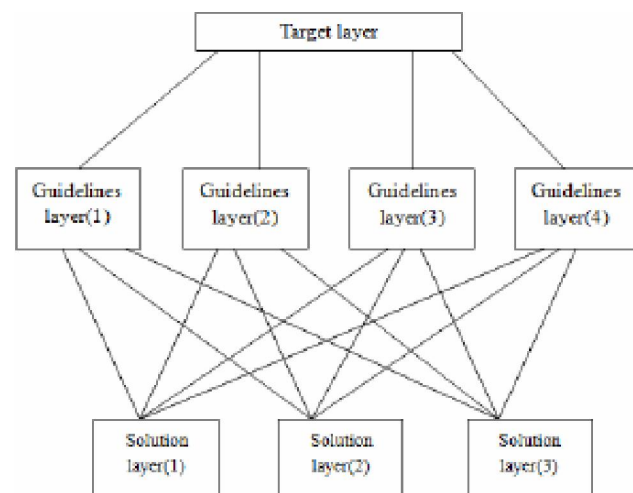 Target layer
Guidelines
layer(1)
Guidelines
layer(2)
Guidelines
layer(3)
Guidelines
layer(4)
Solution
layer(1)
Solution
layer(2)
Solution
layer(3)